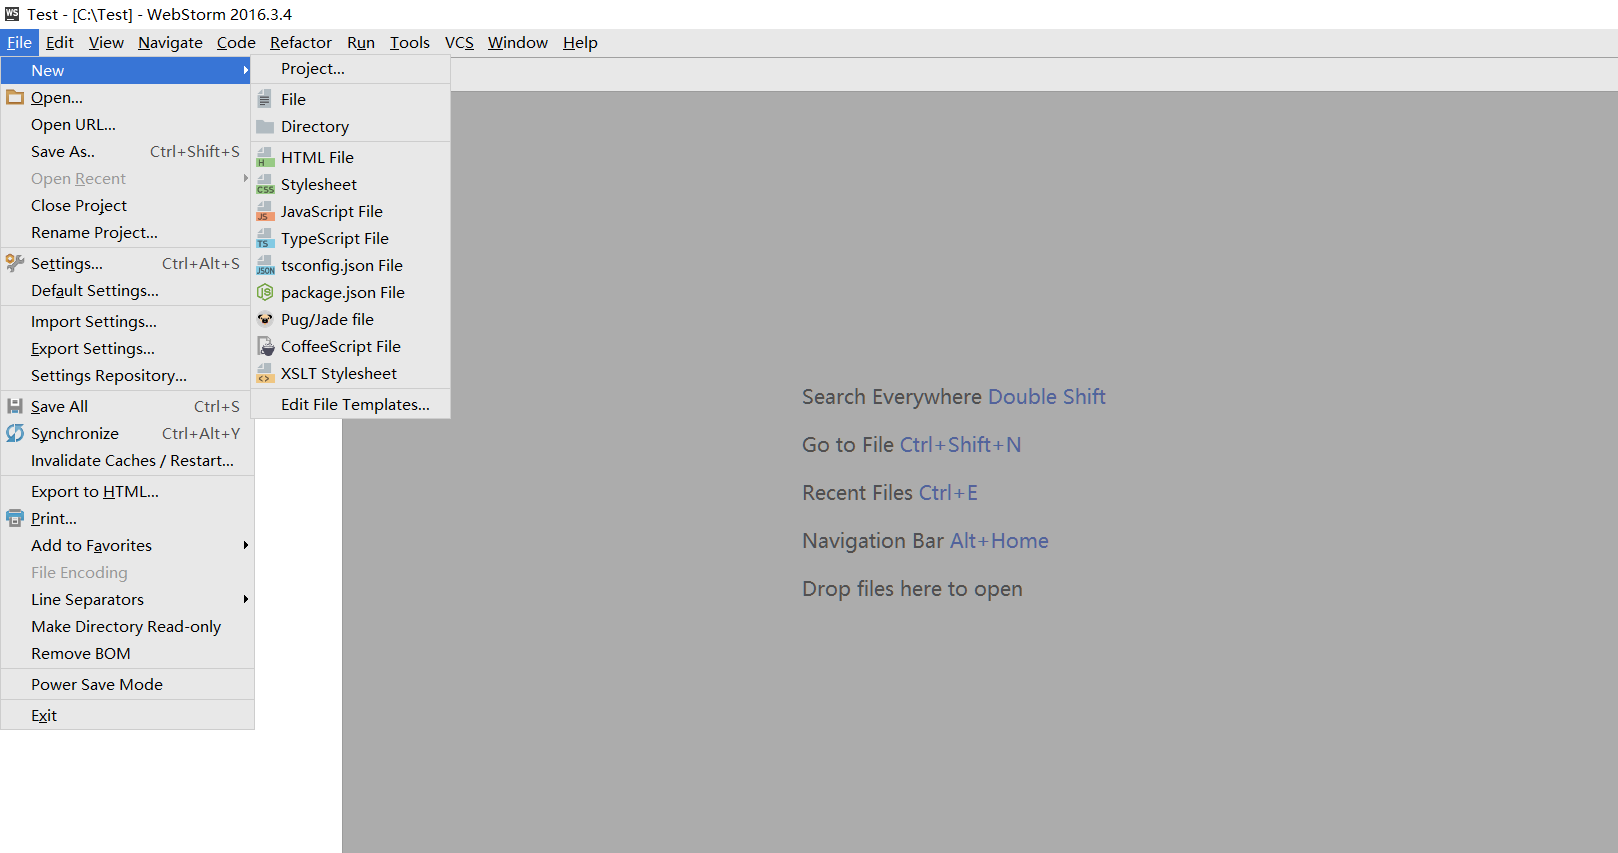 WS Test - [C:\Test] - WebStorm 2016.3.4
File Edit View Navigate Code Refactor Run Tools VCS Window Help
New
Open...
Open URL...
Save As.. Ctrl+Shift+S
Open Recent
Close Project
Rename Project...
Settings... Ctrl+Alt+S
Default Settings...
Import Settings...
Export Settings...
Settings Repository...
Save All Ctrl+S
Synchronize Ctrl+Alt+Y
Invalidate Caches / Restart...
Export to HTML...
Print...
Add to Favorites
File Encoding
Line Separators
Make Directory Read-only
Remove BOM
Power Save Mode
Exit
Project...
File
Directory
H HTML File
CSS Stylesheet
JS JavaScript File
TS TypeScript File
JSON tsconfig.json File
package.json File
Pug/Jade file
CoffeeScript File
<> XSLT Stylesheet
Edit File Templates...
Search Everywhere Double Shift
Go to File Ctrl+Shift+N
Recent Files Ctrl+E
Navigation Bar Alt+Home
Drop files here to open